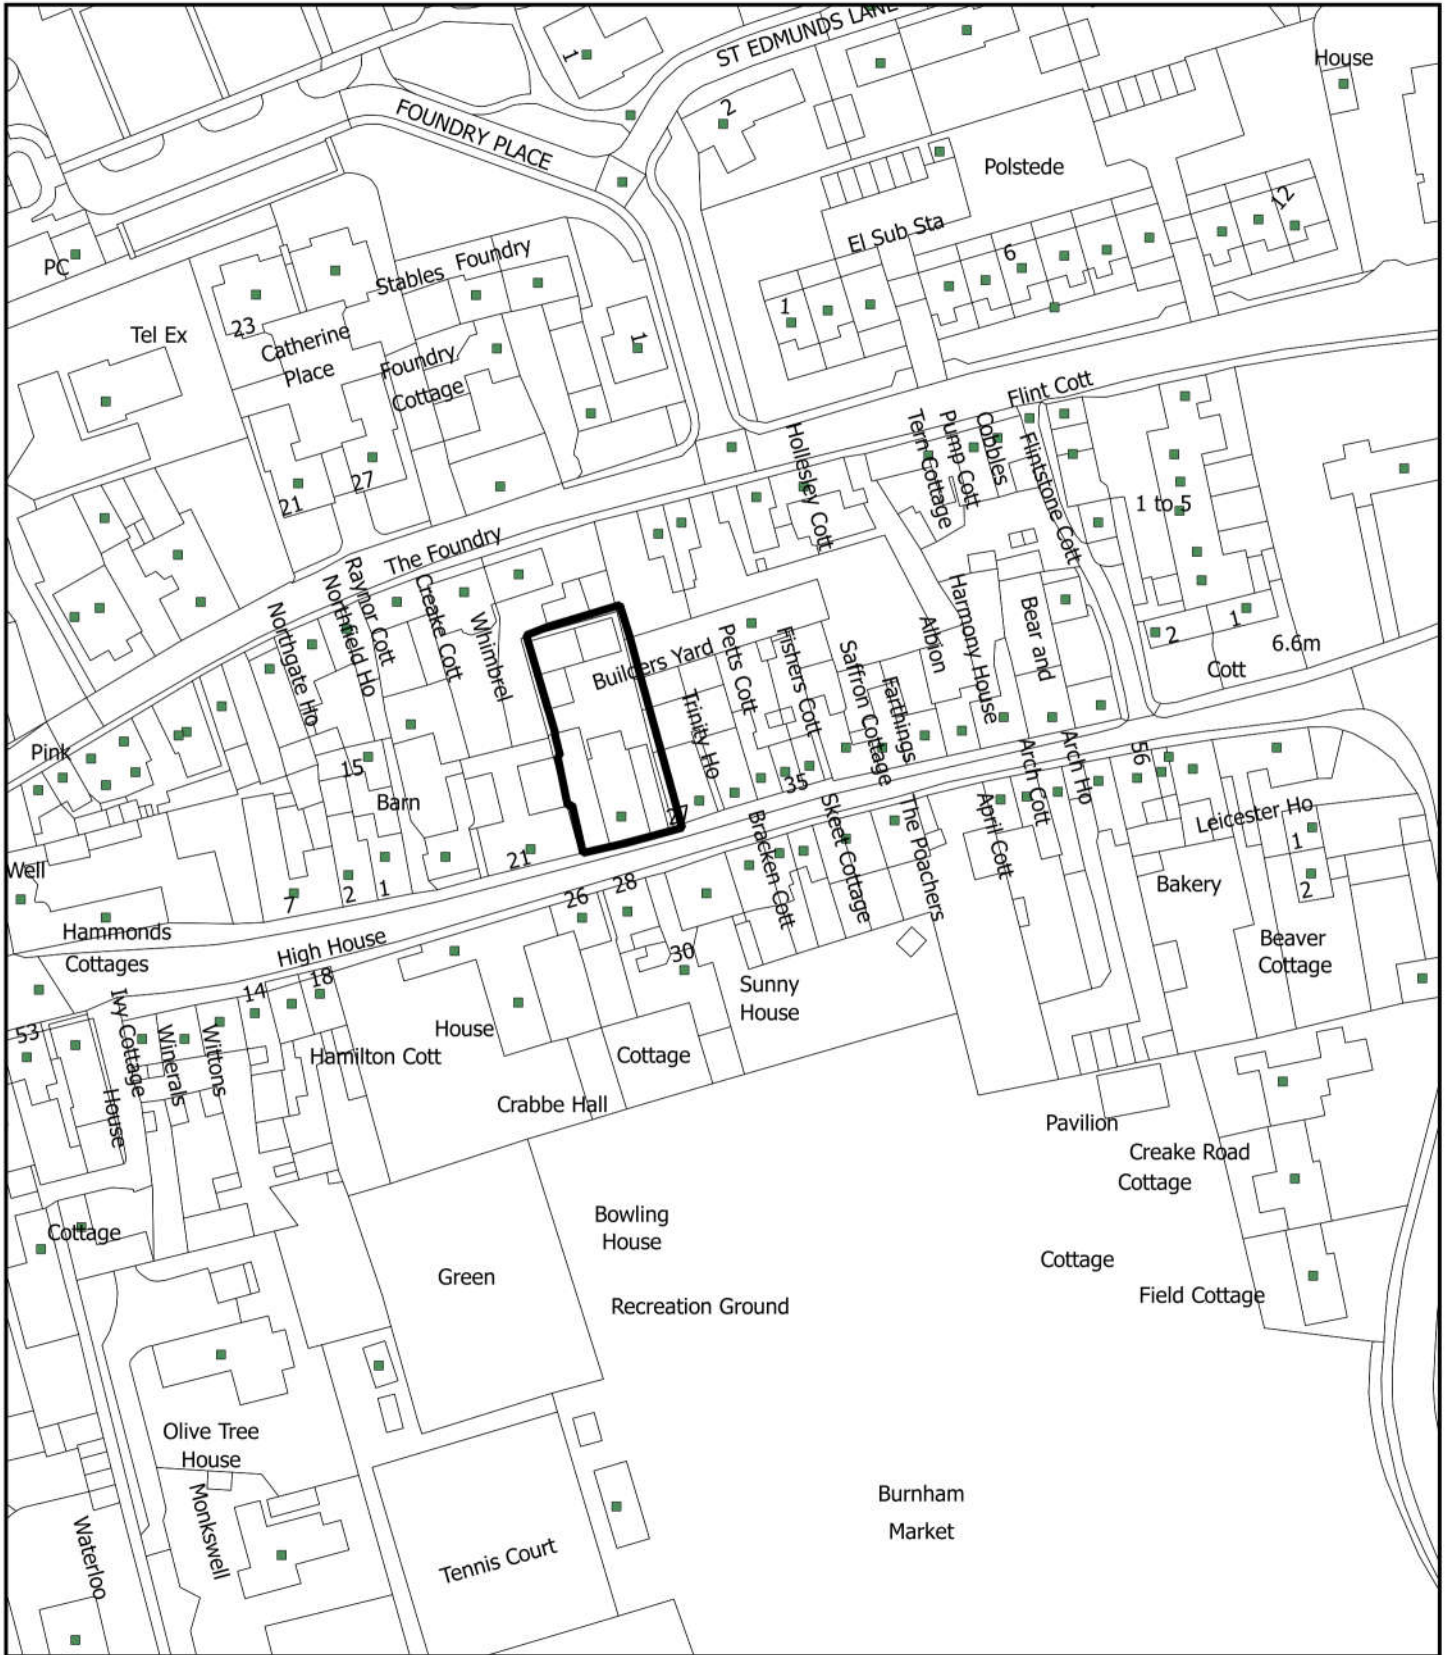 ST EDMUNDS LANE
1
House
2
FOUNDRY PLACE
Polstede
12
El Sub Sta
6
PC
Stables Foundry
1
23
Tel Ex
Catherine
Place
Foundry
Cottage
1
Flint Cott
Hollesley Cott
Tern Cottage
Pump Cott
Cobbles
Flintstone Cott
27
21
1 to 5
The Foundry
Raynor Cott
Northfield Ho
Northgate Ho
Creake Cott
Whimbrel
Builders Yard
Petts Cott
Fishers Cott
Trinity Ho
Saffron Cottage
Farthings
Albion
Harmony House
Bear and
2
1
6.6m
Cott
Pink
15
Barn
27
35
Arch Cott
Arch Ho
56
Leicester Ho
1
2
Well
21
7
2
1
26
28
Bracken Cott
Skeet Cottage
The Poachers
April Cott
Bakery
Hammonds
Cottages
High House
30
Beaver
Cottage
14
18
Sunny
House
53
Ivy Cottage
Winerals
Wittons
House
House
Hamilton Cott
Cottage
Crabbe Hall
Pavilion
Creake Road
Cottage
Cottage
Bowling
House
Green
Cottage
Recreation Ground
Field Cottage
Olive Tree
House
Monkswell
Waterloo
Burnham
Market
Tennis Court